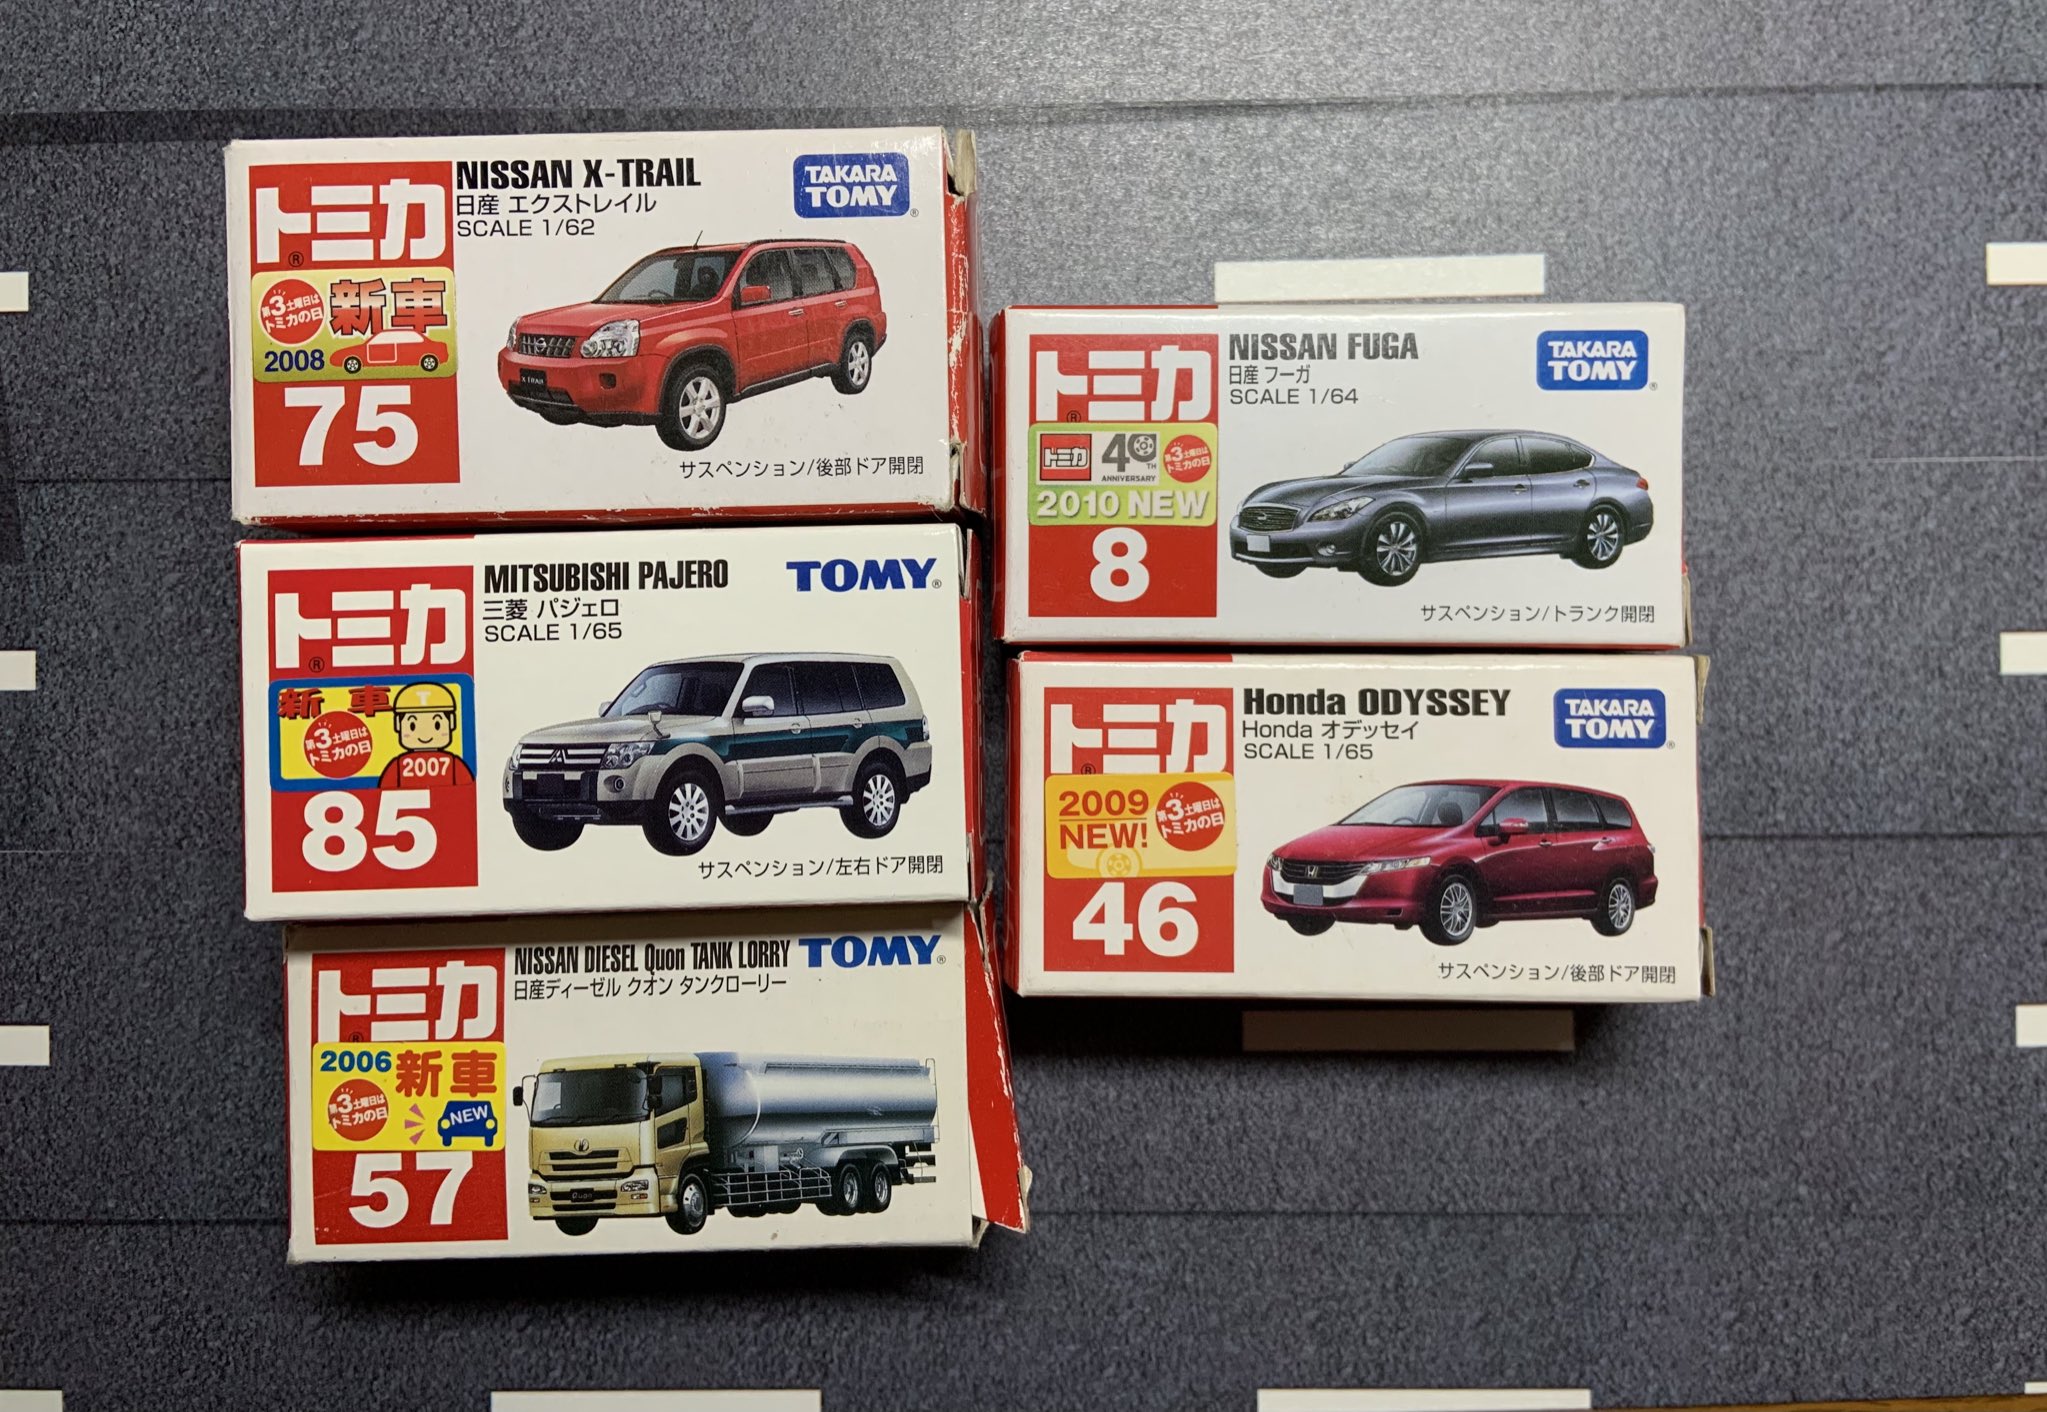 NISSAN X-TRAIL
日産 エクストレイル
SCALE 1/62
TAKARA
TOMY®
トミカ®
第3土曜日は
トミカの日
新車
2008
75
X TRAIL
サスペンション/後部ドア開閉
MITSUBISHI PAJERO
三菱 パジェロ
SCALE 1/65
TOMY®
トミカ®
新車
T
第3土曜日は
トミカの日
2007
85
サスペンション/左右ドア開閉
NISSAN DIESEL Quon TANK LORRY
日産ディーゼル クオン タンクローリー
TOMY®
トミカ®
2006 新車
第3土曜日は
トミカの日
NEW
57
Quon
NISSAN FUGA
日産 フーガ
SCALE 1/64
TAKARA
TOMY®
トミカ®
トミカ
40TH
ANNIVERSARY
第3土曜日は
トミカの日
2010 NEW
8
サスペンション/トランク開閉
Honda ODYSSEY
Honda オデッセイ
SCALE 1/65
TAKARA
TOMY®
トミカ®
2009
NEW!
第3土曜日は
トミカの日
46
サスペンション/後部ドア開閉